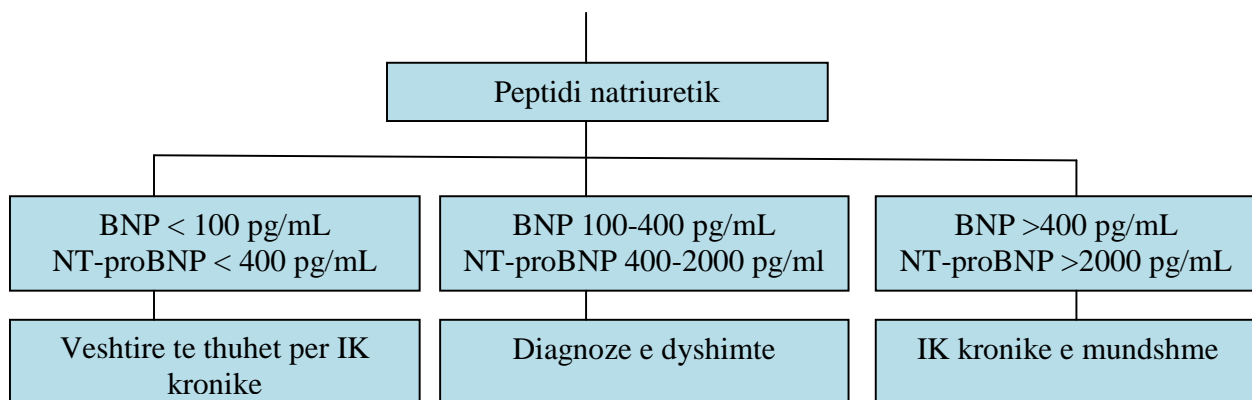 Peptidi natriuretik
BNP < 100 pg/mL
NT-proBNP < 400 pg/mL
BNP 100-400 pg/mL
NT-proBNP 400-2000 pg/ml
BNP >400 pg/mL
NT-proBNP >2000 pg/mL
Veshtire te thuhet per IK
kronike
Diagnoze e dyshimte
IK kronike e mundshme